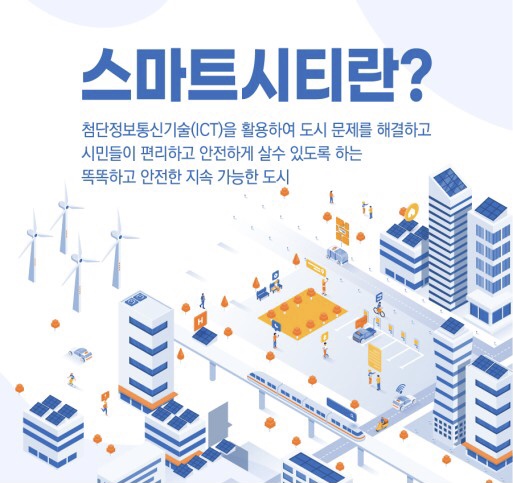 스마트시티란?
첨단정보통신기술(ICT)을 활용하여 도시 문제를 해결하고
시민들이 편리하고 안전하게 살수 있도록 하는
똑똑하고 안전한 지속 가능한 도시
H